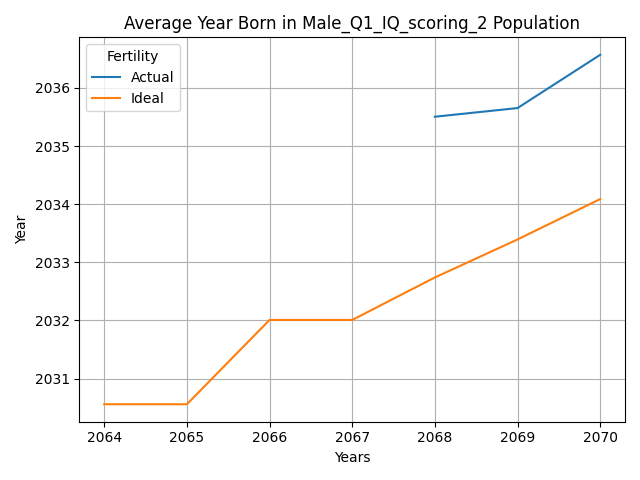 Average Year Born in Male_Q1_IQ_scoring_2 Population
Fertility
Actual
Ideal
2036
2035
2034
2033
2032
2031
Year
2064 2065 2066 2067 2068 2069 2070
Years